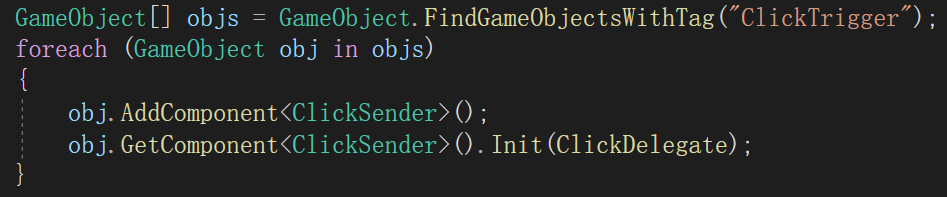 GameObject[] objs = GameObject.FindGameObjectsWithTag("ClickTrigger");
foreach (GameObject obj in objs)
{
    obj.AddComponent<ClickSender>();
    obj.GetComponent<ClickSender>().Init(ClickDelegate);
}